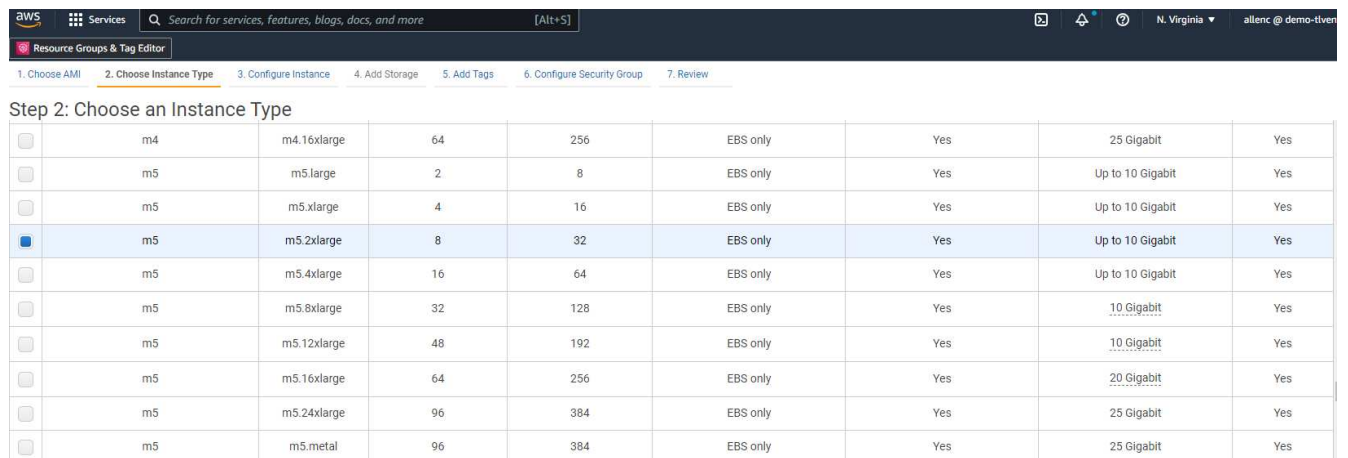 aws Services Search for services, features, blogs, docs, and more [Alt+S] N. Virginia ▼ allenc @ demo-tlven
Resource Groups & Tag Editor
1. Choose AMI 2. Choose Instance Type 3. Configure Instance 4. Add Storage 5. Add Tags 6. Configure Security Group 7. Review
Step 2: Choose an Instance Type
m4 m4.16xlarge 64 256 EBS only Yes 25 Gigabit Yes
m5 m5.large 2 8 EBS only Yes Up to 10 Gigabit Yes
m5 m5.xlarge 4 16 EBS only Yes Up to 10 Gigabit Yes
m5 m5.2xlarge 8 32 EBS only Yes Up to 10 Gigabit Yes
m5 m5.4xlarge 16 64 EBS only Yes Up to 10 Gigabit Yes
m5 m5.8xlarge 32 128 EBS only Yes 10 Gigabit Yes
m5 m5.12xlarge 48 192 EBS only Yes 10 Gigabit Yes
m5 m5.16xlarge 64 256 EBS only Yes 20 Gigabit Yes
m5 m5.24xlarge 96 384 EBS only Yes 25 Gigabit Yes
m5 m5.metal 96 384 EBS only Yes 25 Gigabit Yes